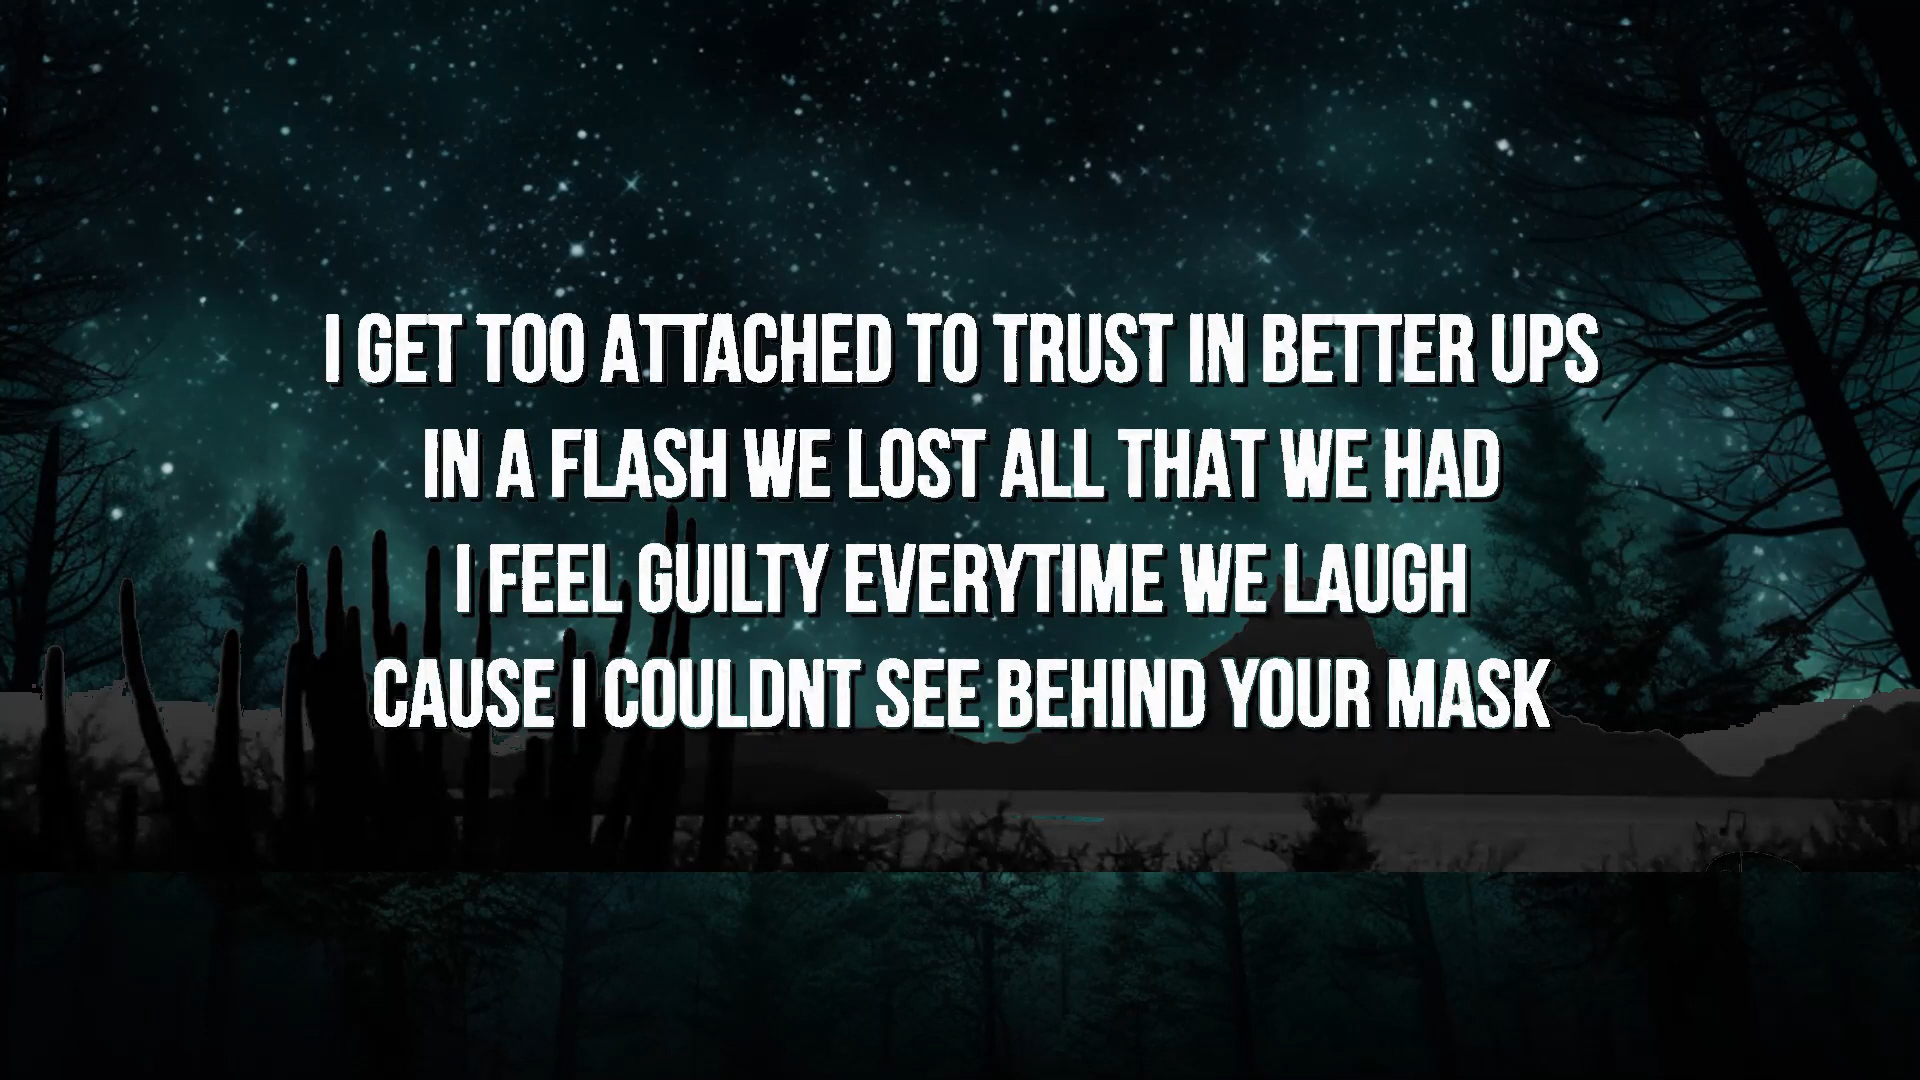 I GET TOO ATTACHED TO TRUST IN BETTER UPS
IN A FLASH WE LOST ALL THAT WE HAD
I FEEL GUILTY EVERYTIME WE LAUGH
CAUSE I COULDNT SEE BEHIND YOUR MASK